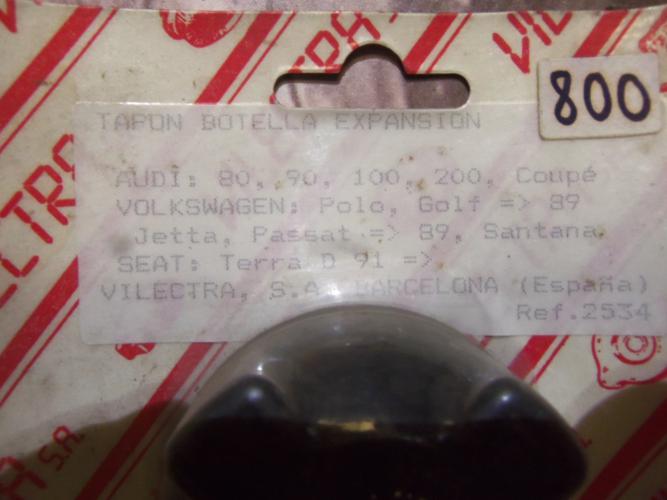 800
TAPON BOTELLA EXPANSION
AUDI: 80, 90, 100, 200, Coupé
VOLKSWAGEN: Polo, Golf => 89
Jetta, Passat => 89, Santana,
SEAT: Terra D 91 =>
VILECTRA, S.A. BARCELONA (España)
Ref.2534
S.A.